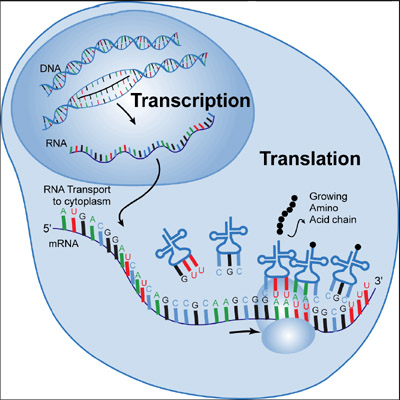 DNA
Transcription
RNA
RNA Transport
to cytoplasm
Translation
Growing
Amino
Acid chain
5'
mRNA
A U G A C G G A U C A U C A G C C G C A A G C G G
G U U
C G C
3'